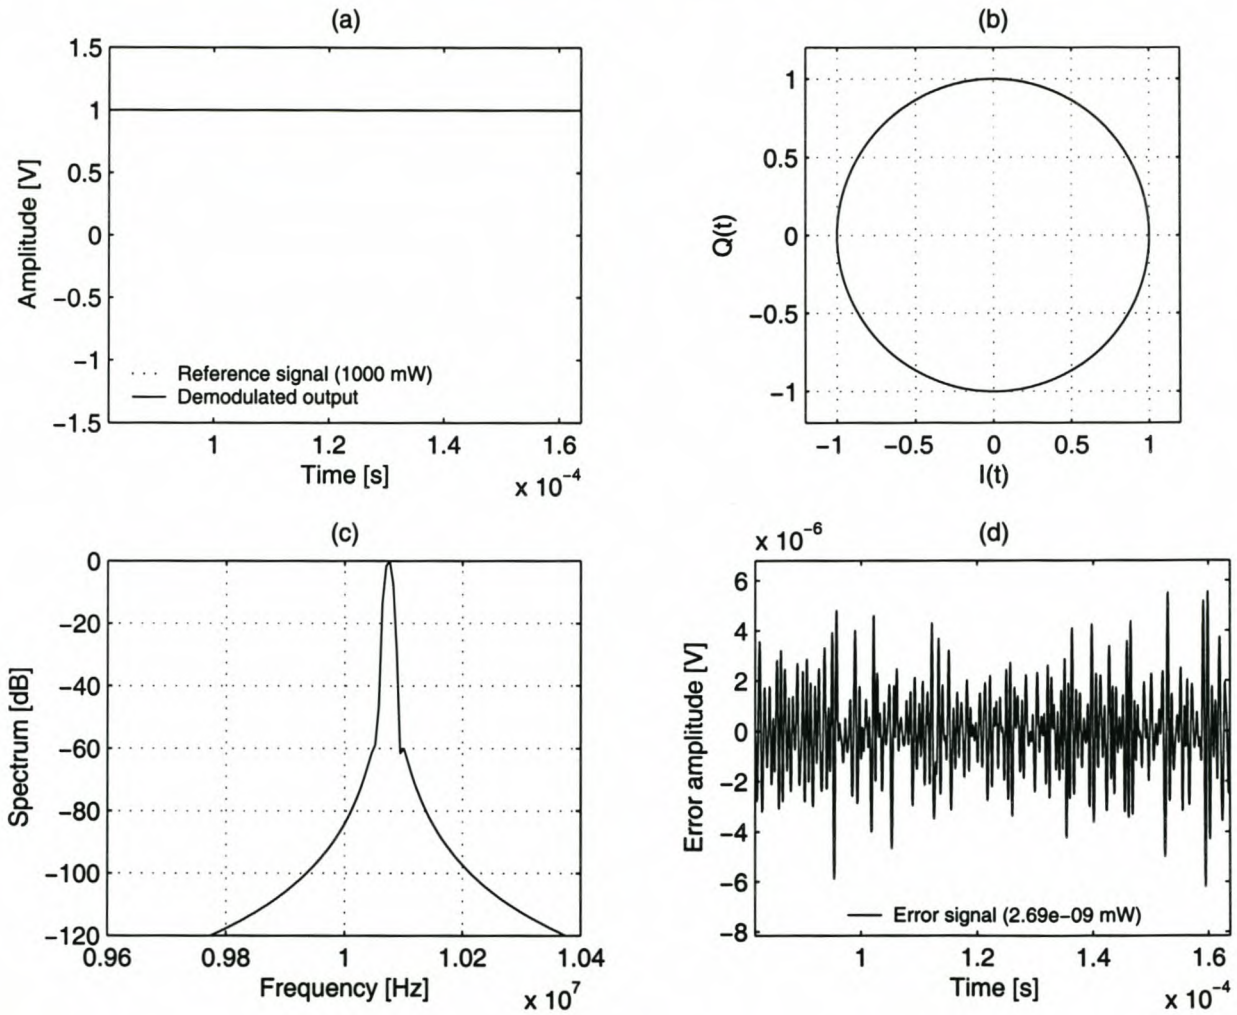 (a)
1.5
1
0.5
0
−0.5
−1
−1.5
Amplitude [V]
Reference signal (1000 mW)
Demodulated output
1 1.2 1.4 1.6
Time [s]
x 10−4
(b)
1
0.5
0
−0.5
−1
Q(t)
−1 −0.5 0 0.5 1
I(t)
(c)
0
−20
−40
−60
−80
−100
−120
Spectrum [dB]
0.96 0.98 1 1.02 1.04
Frequency [Hz]
x 107
(d)
x 10−6
6
4
2
0
−2
−4
−6
−8
Error amplitude [V]
Error signal (2.69e−09 mW)
1 1.2 1.4 1.6
Time [s]
x 10−4